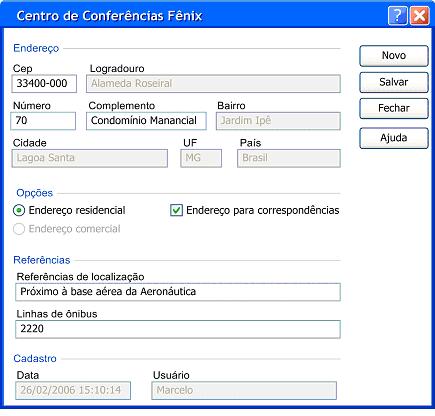 Centro de Conferências Fênix
?
Endereço
Novo
Cep Logradouro
33400-000 Alameda Roseiral
Salvar
Número Complemento Bairro
Fechar
70 Condomínio Manancial Jardim Ipê
Ajuda
Cidade UF País
Lagoa Santa MG Brasil
Opções
Endereço residencial Endereço para correspondências
Endereço comercial
Referências
Referências de localização
Próximo à base aérea da Aeronáutica
Linhas de ônibus
2220
Cadastro
Data Usuário
26/02/2006 15:10:14 Marcelo